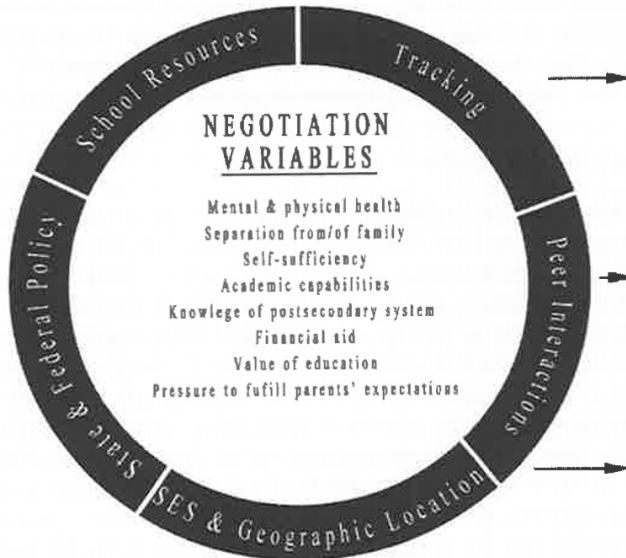 School Resources
Tracking
NEGOTIATION
VARIABLES
Mental & physical health
Separation from/of family
Self-sufficiency
Academic capabilities
Knowlege of postsecondary system
Financial aid
Value of education
Pressure to fufill parents' expectations
State & Federal Policy
Peer Interactions
SES & Geographic Location